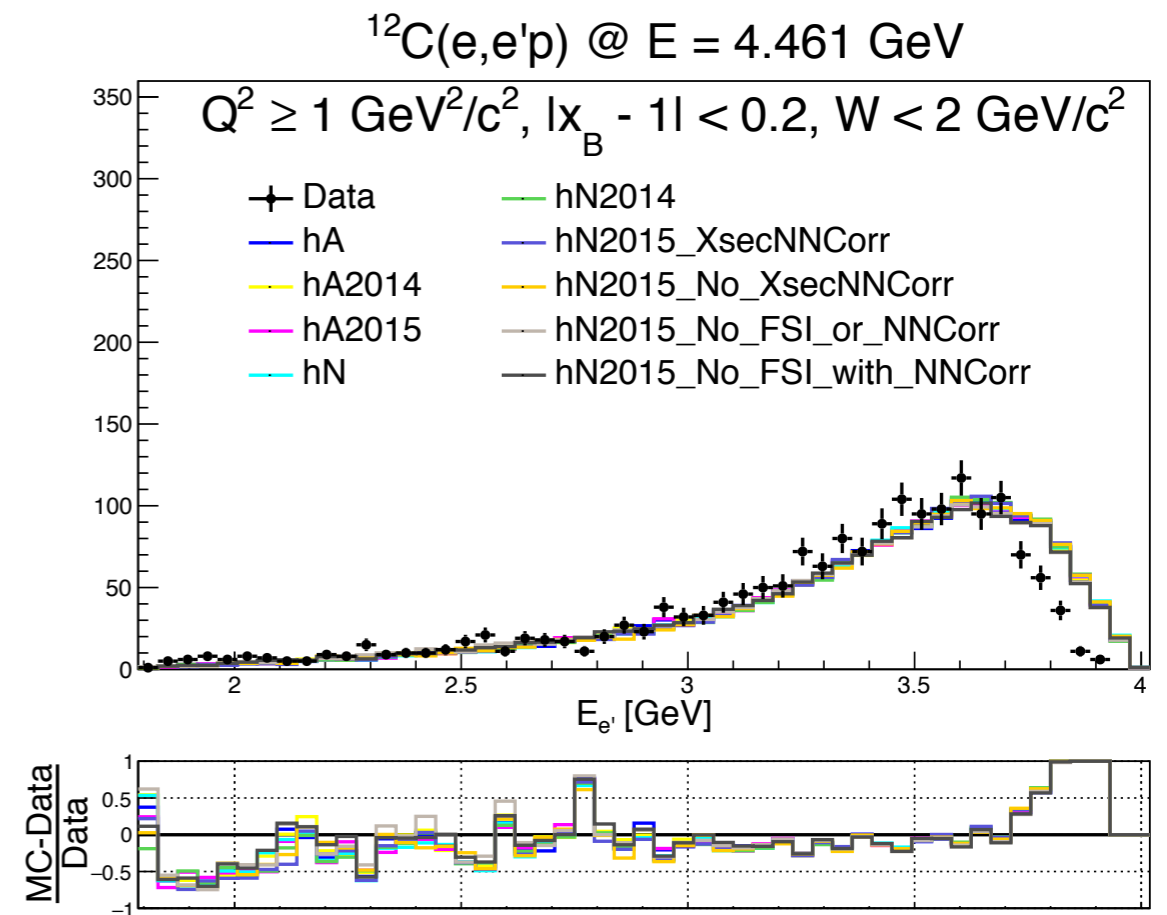 ¹²C(e,e'p) @ E = 4.461 GeV
Q² ≥ 1 GeV²/c², |x_B - 1| < 0.2, W < 2 GeV/c²
350
300
250
200
150
100
50
0
Data
hA
hA2014
hA2015
hN
hN2014
hN2015_XsecNNCorr
hN2015_No_XsecNNCorr
hN2015_No_FSI_or_NNCorr
hN2015_No_FSI_with_NNCorr
2 2.5 3 3.5 4
E_e' [GeV]
MC-Data
Data
1
0.5
0
−0.5
−1